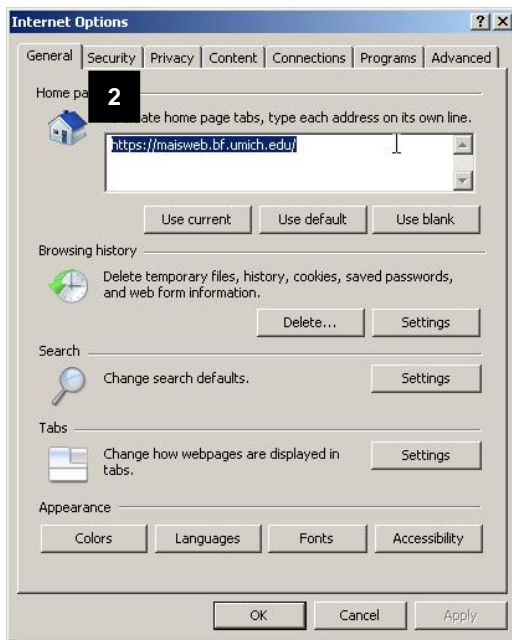 Internet Options
General Security Privacy Content Connections Programs Advanced
Home pa
2
ate home page tabs, type each address on its own line.
https://maisweb.bf.umich.edu/
Use current Use default Use blank
Browsing history
Delete temporary files, history, cookies, saved passwords,
and web form information.
Delete... Settings
Search
Change search defaults. Settings
Tabs
Change how webpages are displayed in
tabs.
Settings
Appearance
Colors Languages Fonts Accessibility
OK Cancel Apply